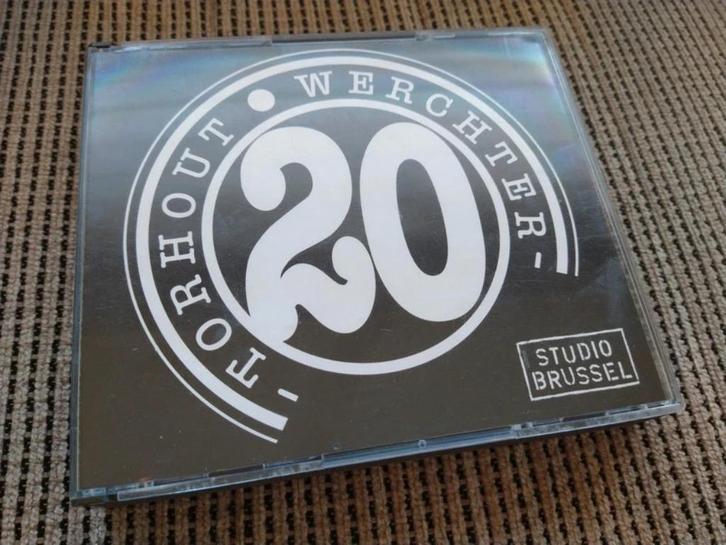 -TORHOUT • WERCHTER-
20
STUDIO
BRUSSEL